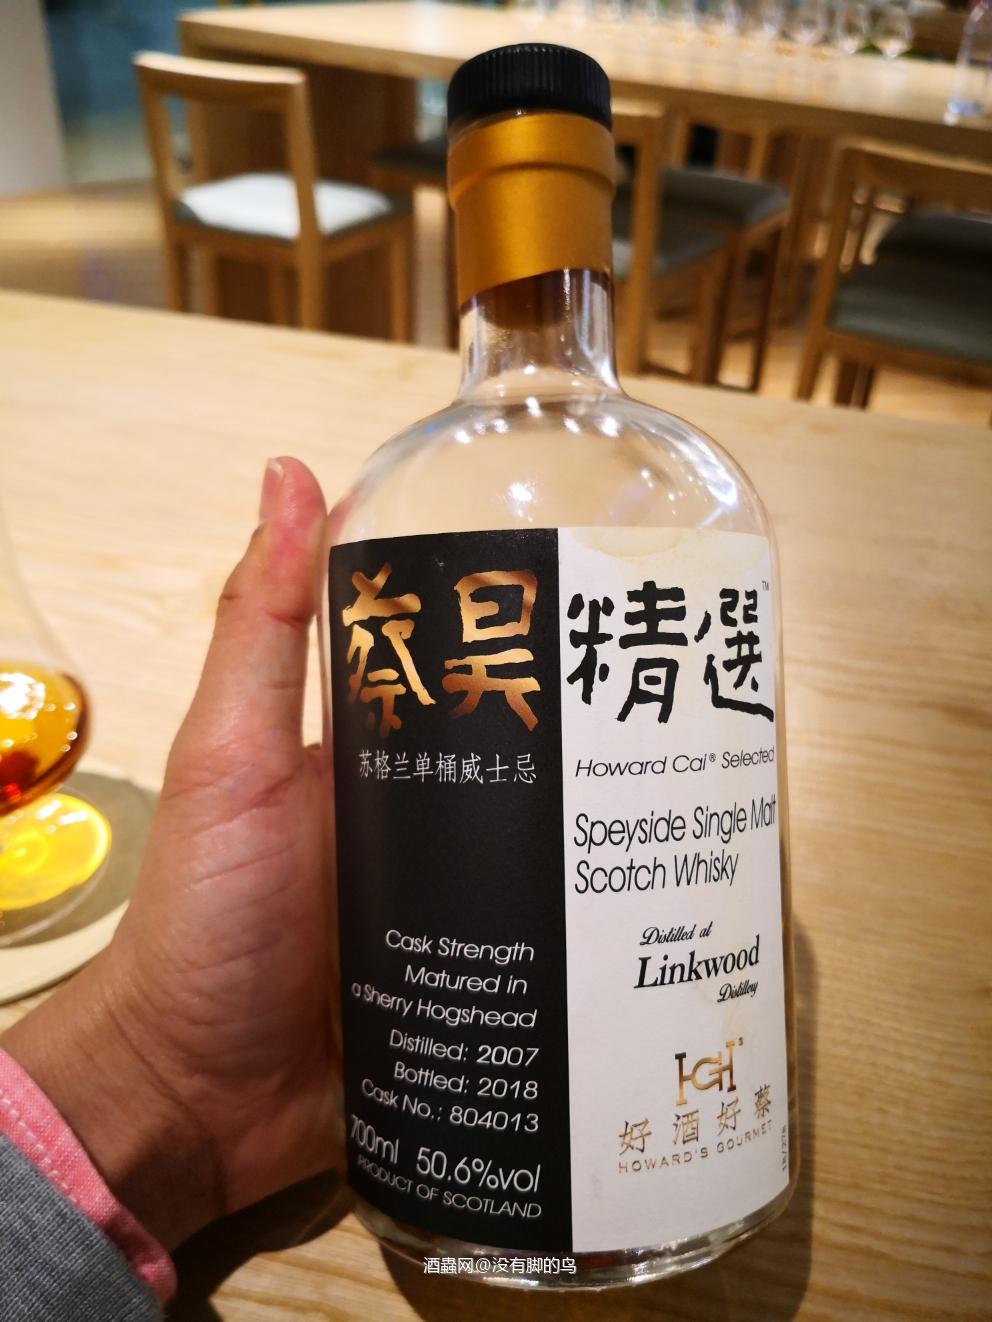 蔡昊精選™
苏格兰单桶威士忌
Howard Cai® Selected
Speyside Single Malt
Scotch Whisky
Distilled at
Linkwood
Distillery
Cask Strength
Matured in
a Sherry Hogshead
Distilled: 2007
Bottled: 2018
Cask No.: 804013
700ml 50.6%vol
PRODUCT OF SCOTLAND
HGH
好酒好蔡
HOWARD'S GOURMET
酒蟲网@没有脚的鸟